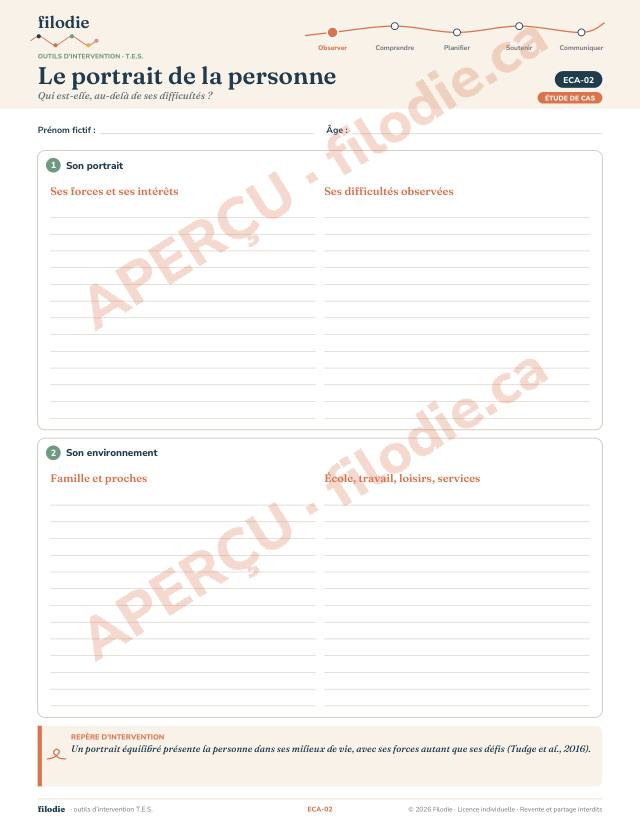 filodie
Observer
Comprendre
Planifier
Soutenir
Communiquer
OUTILS D'INTERVENTION · T.E.S.
Le portrait de la personne
Qui est-elle, au-delà de ses difficultés ?
ECA-02
ÉTUDE DE CAS
Prénom fictif :
Âge :
1 Son portrait
Ses forces et ses intérêts
Ses difficultés observées
APERÇU · filodie.ca
2 Son environnement
Famille et proches
École, travail, loisirs, services
APERÇU · filodie.ca
REPÈRE D'INTERVENTION
Un portrait équilibré présente la personne dans ses milieux de vie, avec ses forces autant que ses défis (Tudge et al., 2016).
filodie · outils d'intervention T.E.S.
ECA-02
© 2026 Filodie · Licence individuelle · Revente et partage interdits